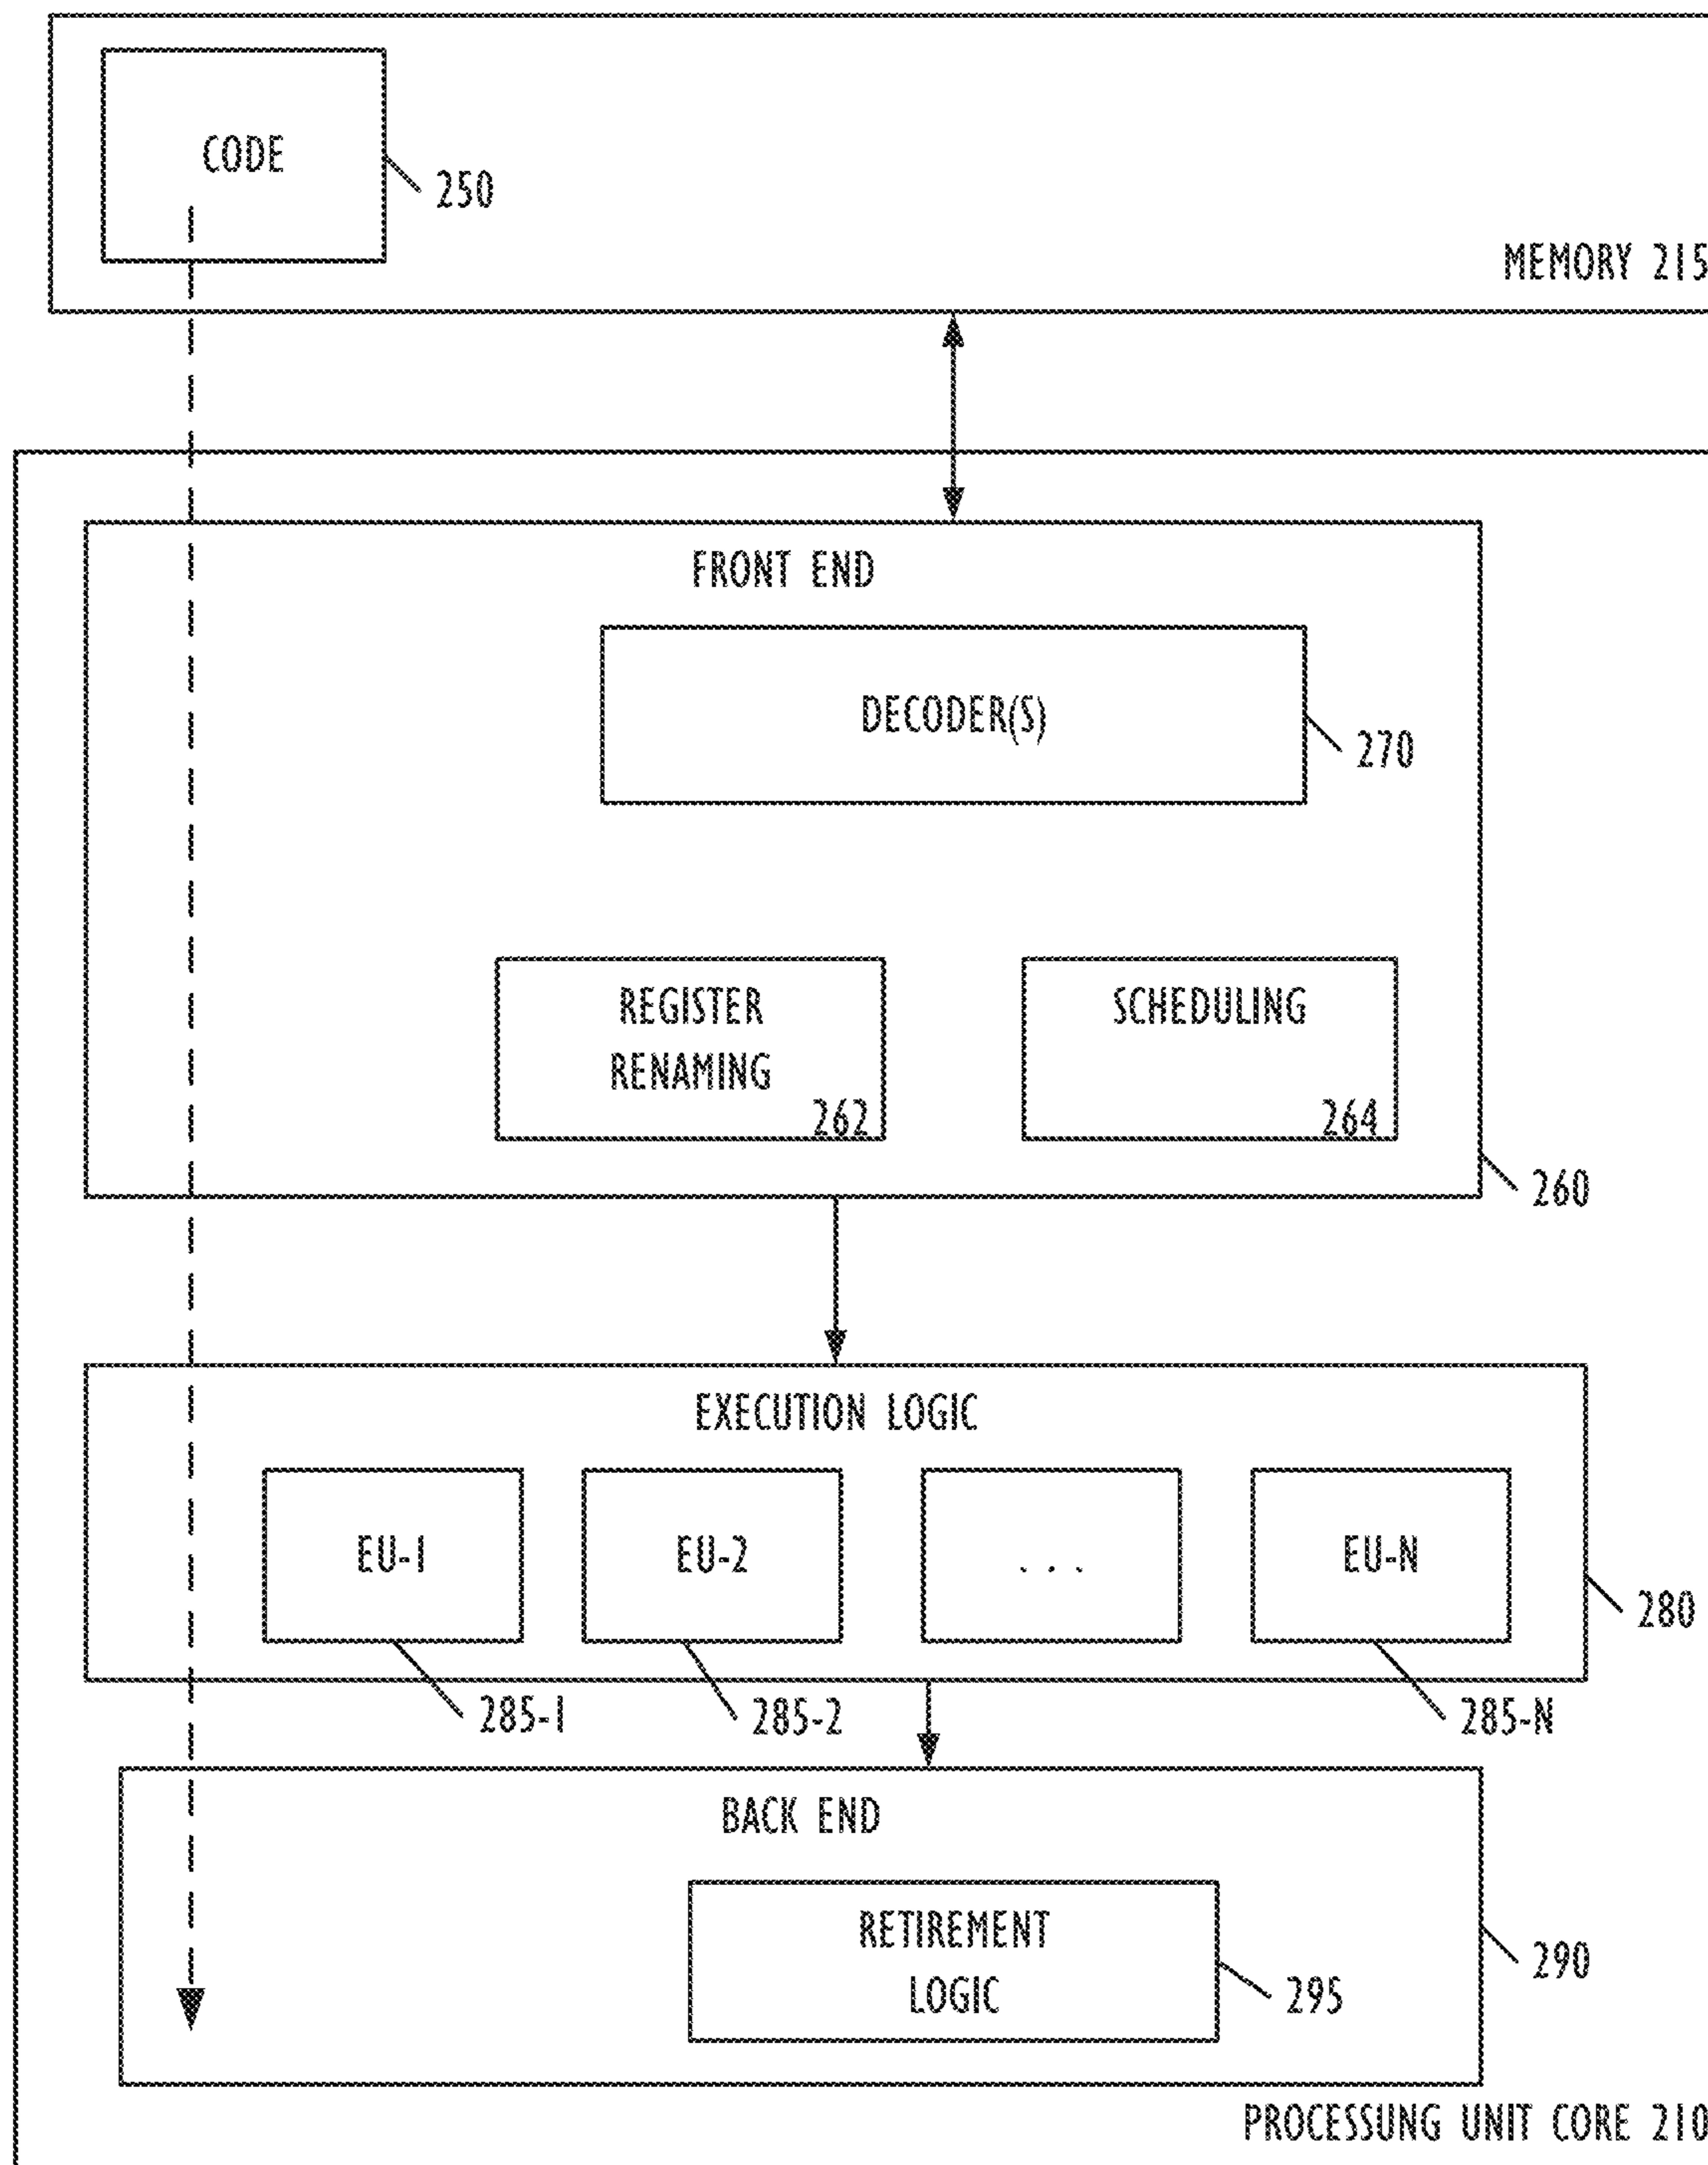 CODE
250
MEMORY 215
FRONT END
DECODER(S)
270
REGISTER
RENAMING
262
SCHEDULING
264
260
EXECUTION LOGIC
EU-1
EU-2
. . .
EU-N
280
285-1
285-2
285-N
BACK END
RETIREMENT
LOGIC
295
290
PROCESSUNG UNIT CORE 210